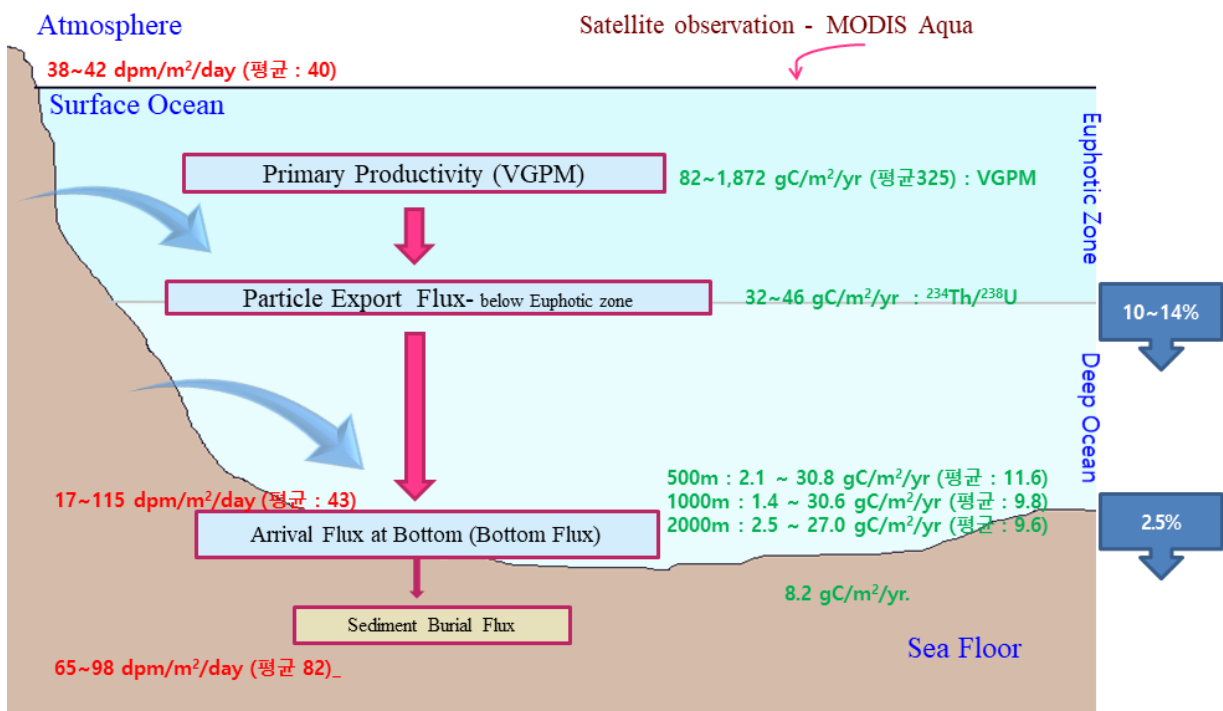 Atmosphere
Satellite observation - MODIS Aqua
38~42 dpm/m²/day (평균 : 40)
Surface Ocean
Euphotic Zone
Primary Productivity (VGPM)
82~1,872 gC/m²/yr (평균325) : VGPM
Particle Export Flux- below Euphotic zone
32~46 gC/m²/yr : ²³⁴Th/²³⁸U
10~14%
Deep Ocean
500m : 2.1 ~ 30.8 gC/m²/yr (평균 : 11.6)
17~115 dpm/m²/day (평균 : 43)
1000m : 1.4 ~ 30.6 gC/m²/yr (평균 : 9.8)
2000m : 2.5 ~ 27.0 gC/m²/yr (평균 : 9.6)
Arrival Flux at Bottom (Bottom Flux)
2.5%
8.2 gC/m²/yr.
Sediment Burial Flux
Sea Floor
65~98 dpm/m²/day (평균 82)_